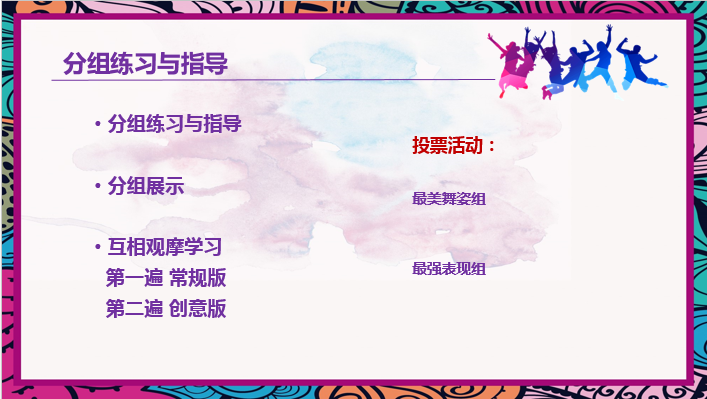 分组练习与指导
• 分组练习与指导
• 分组展示
• 互相观摩学习
第一遍 常规版
第二遍 创意版
投票活动：
最美舞姿组
最强表现组